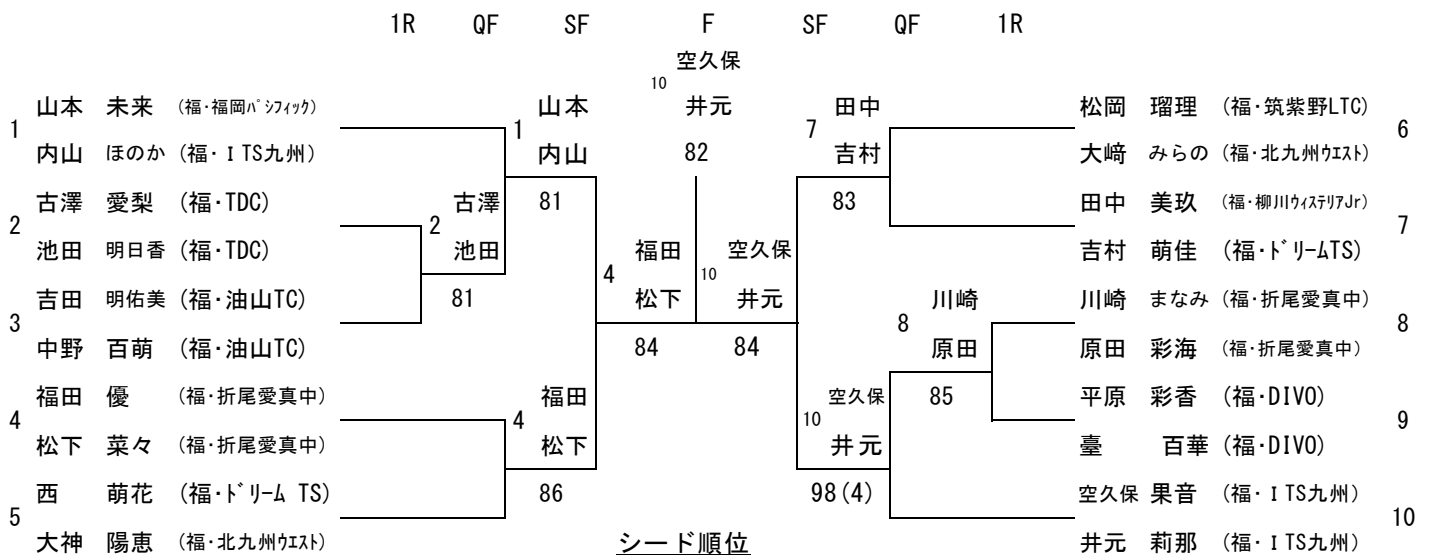 1R QF SF F SF QF 1R
空久保
10
山本 未来 (福・福岡ﾊﾟｼﾌｨｯｸ) 山本 井元 田中 松岡 瑠理 (福・筑紫野LTC)
1 1 7 6
内山 ほのか (福・ＩTS九州) 内山 82 吉村 大﨑 みらの (福・北九州ｳｴｽﾄ)
古澤 愛梨 (福・TDC) 古澤 81 83 田中 美玖 (福・柳川ｳｨｽﾃﾘｱJr)
2 2 7
池田 明日香 (福・TDC) 池田 福田 空久保 吉村 萌佳 (福・ﾄﾞﾘｰﾑTS)
4 10
吉田 明佑美 (福・油山TC) 81 松下 井元 川崎 川崎 まなみ (福・折尾愛真中)
3 8 8
中野 百萌 (福・油山TC) 84 84 原田 原田 彩海 (福・折尾愛真中)
福田 優 (福・折尾愛真中) 福田 空久保 85 平原 彩香 (福・DIVO)
4 4 10 9
松下 菜々 (福・折尾愛真中) 松下 井元 臺 百華 (福・DIVO)
西 萌花 (福・ﾄﾞﾘｰﾑ TS) 86 98(4) 空久保 果音 (福・ＩTS九州)
5 10
大神 陽恵 (福・北九州ｳｴｽﾄ) シード順位 井元 莉那 (福・ＩTS九州)